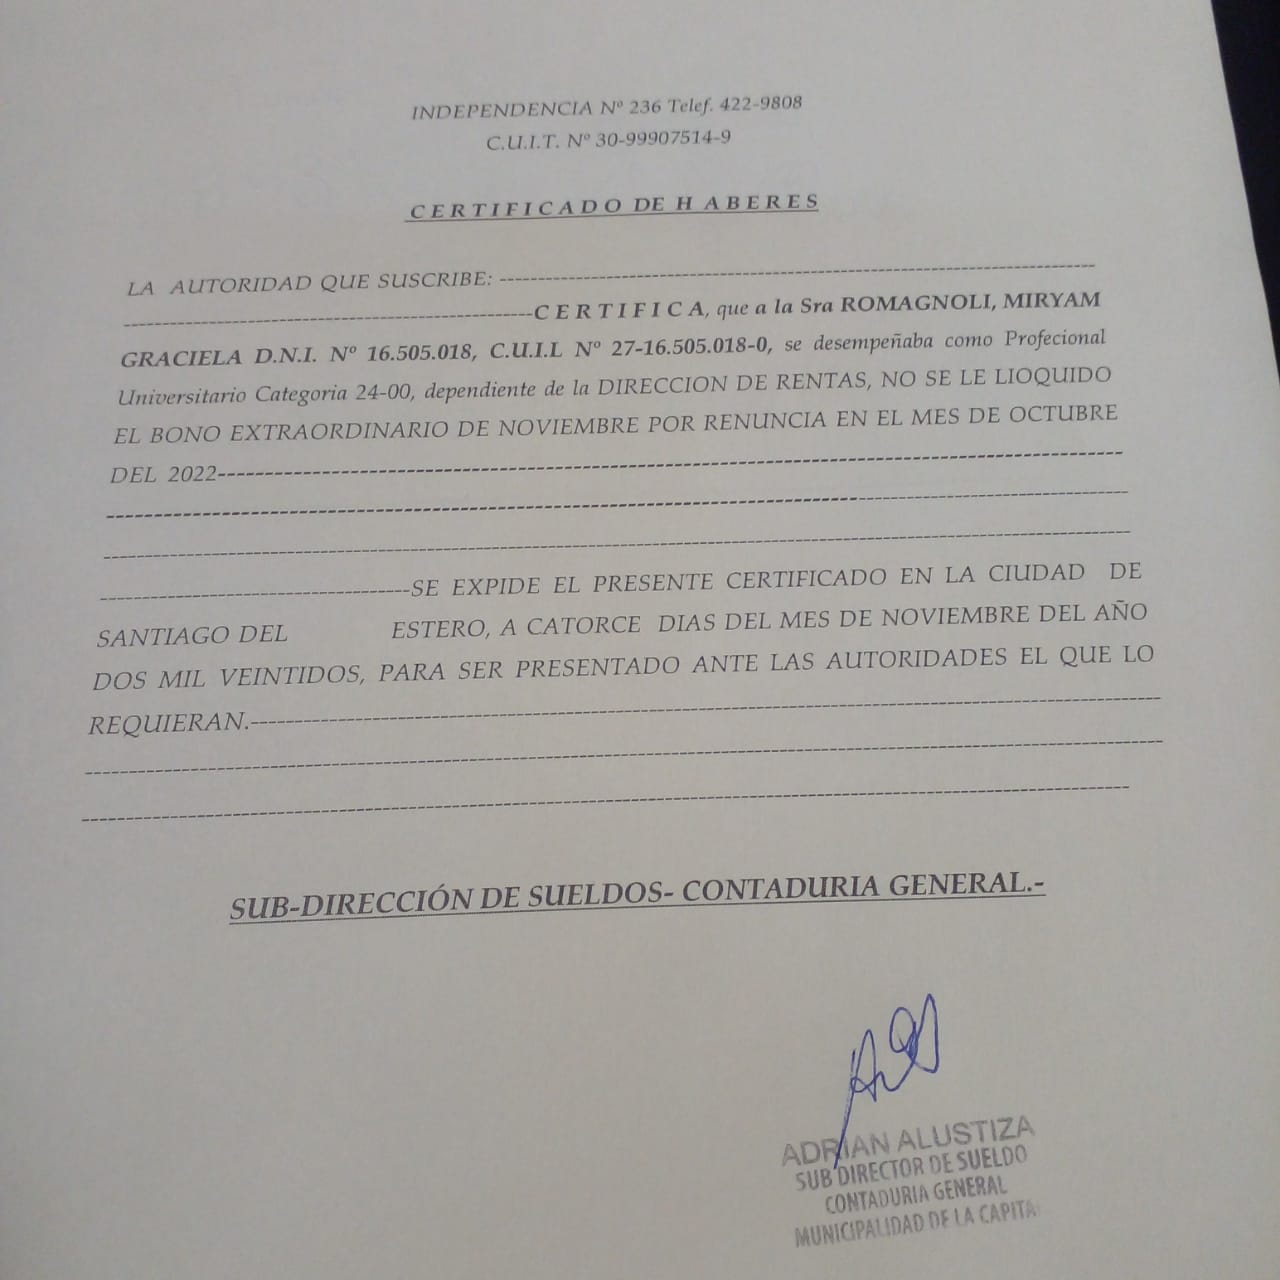 INDEPENDENCIA Nº 236 Telef. 422-9808
C.U.I.T. Nº 30-99907514-9
C E R T I F I C A D O DE H A B E R E S
LA AUTORIDAD QUE SUSCRIBE: ------------------------------------------------------------
----------------------------------------C E R T I F I C A, que a la Sra ROMAGNOLI, MIRYAM
GRACIELA D.N.I. Nº 16.505.018, C.U.I.L Nº 27-16.505.018-0, se desempeñaba como Profecional
Universitario Categoria 24-00, dependiente de la DIRECCION DE RENTAS, NO SE LE LIOQUIDO
EL BONO EXTRAORDINARIO DE NOVIEMBRE POR RENUNCIA EN EL MES DE OCTUBRE
DEL 2022------------------------------------------------------------
------------------------------------------------------------
------------------------------------------------------------
------------------------------SE EXPIDE EL PRESENTE CERTIFICADO EN LA CIUDAD DE
SANTIAGO DEL ESTERO, A CATORCE DIAS DEL MES DE NOVIEMBRE DEL AÑO
DOS MIL VEINTIDOS, PARA SER PRESENTADO ANTE LAS AUTORIDADES EL QUE LO
REQUIERAN.------------------------------------------------------------
------------------------------------------------------------
------------------------------------------------------------
SUB-DIRECCIÓN DE SUELDOS- CONTADURIA GENERAL.-
ADRIAN ALUSTIZA
SUB DIRECTOR DE SUELDO
CONTADURIA GENERAL
MUNICIPALIDAD DE LA CAPITA